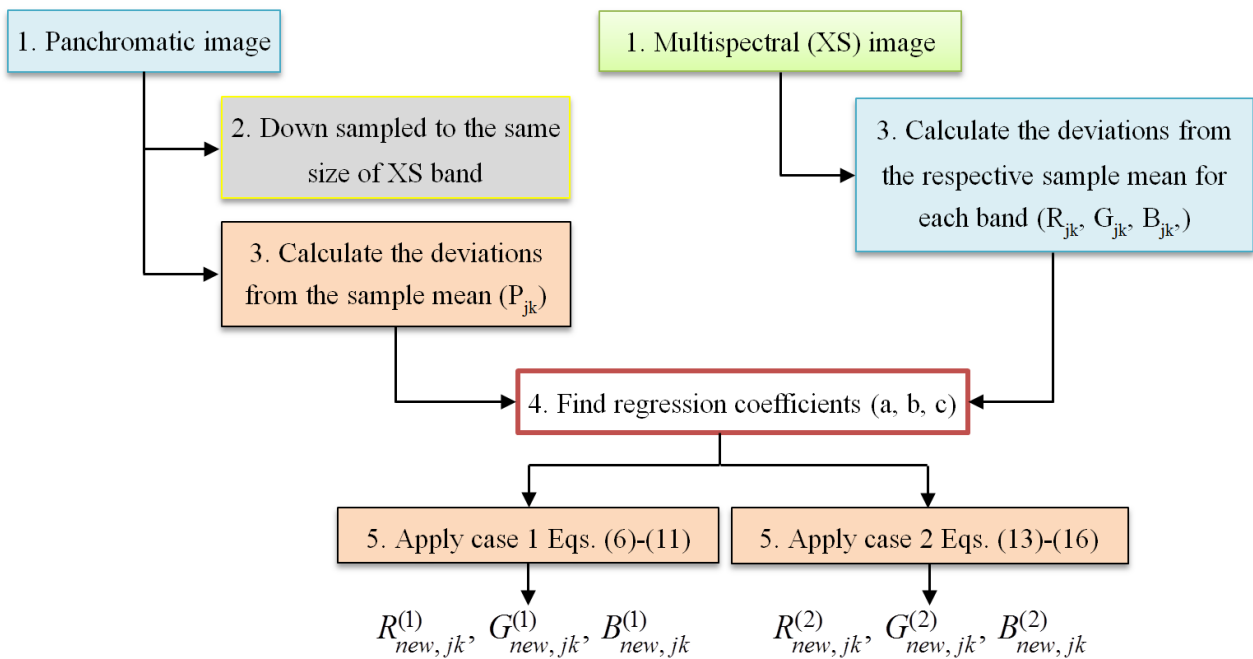 1. Panchromatic image
1. Multispectral (XS) image
2. Down sampled to the same
size of XS band
3. Calculate the deviations from
the respective sample mean for
each band (R_jk, G_jk, B_jk,)
3. Calculate the deviations
from the sample mean (P_jk)
4. Find regression coefficients (a, b, c)
5. Apply case 1 Eqs. (6)-(11)
5. Apply case 2 Eqs. (13)-(16)
R^(1)_new, jk, G^(1)_new, jk, B^(1)_new, jk
R^(2)_new, jk, G^(2)_new, jk, B^(2)_new, jk